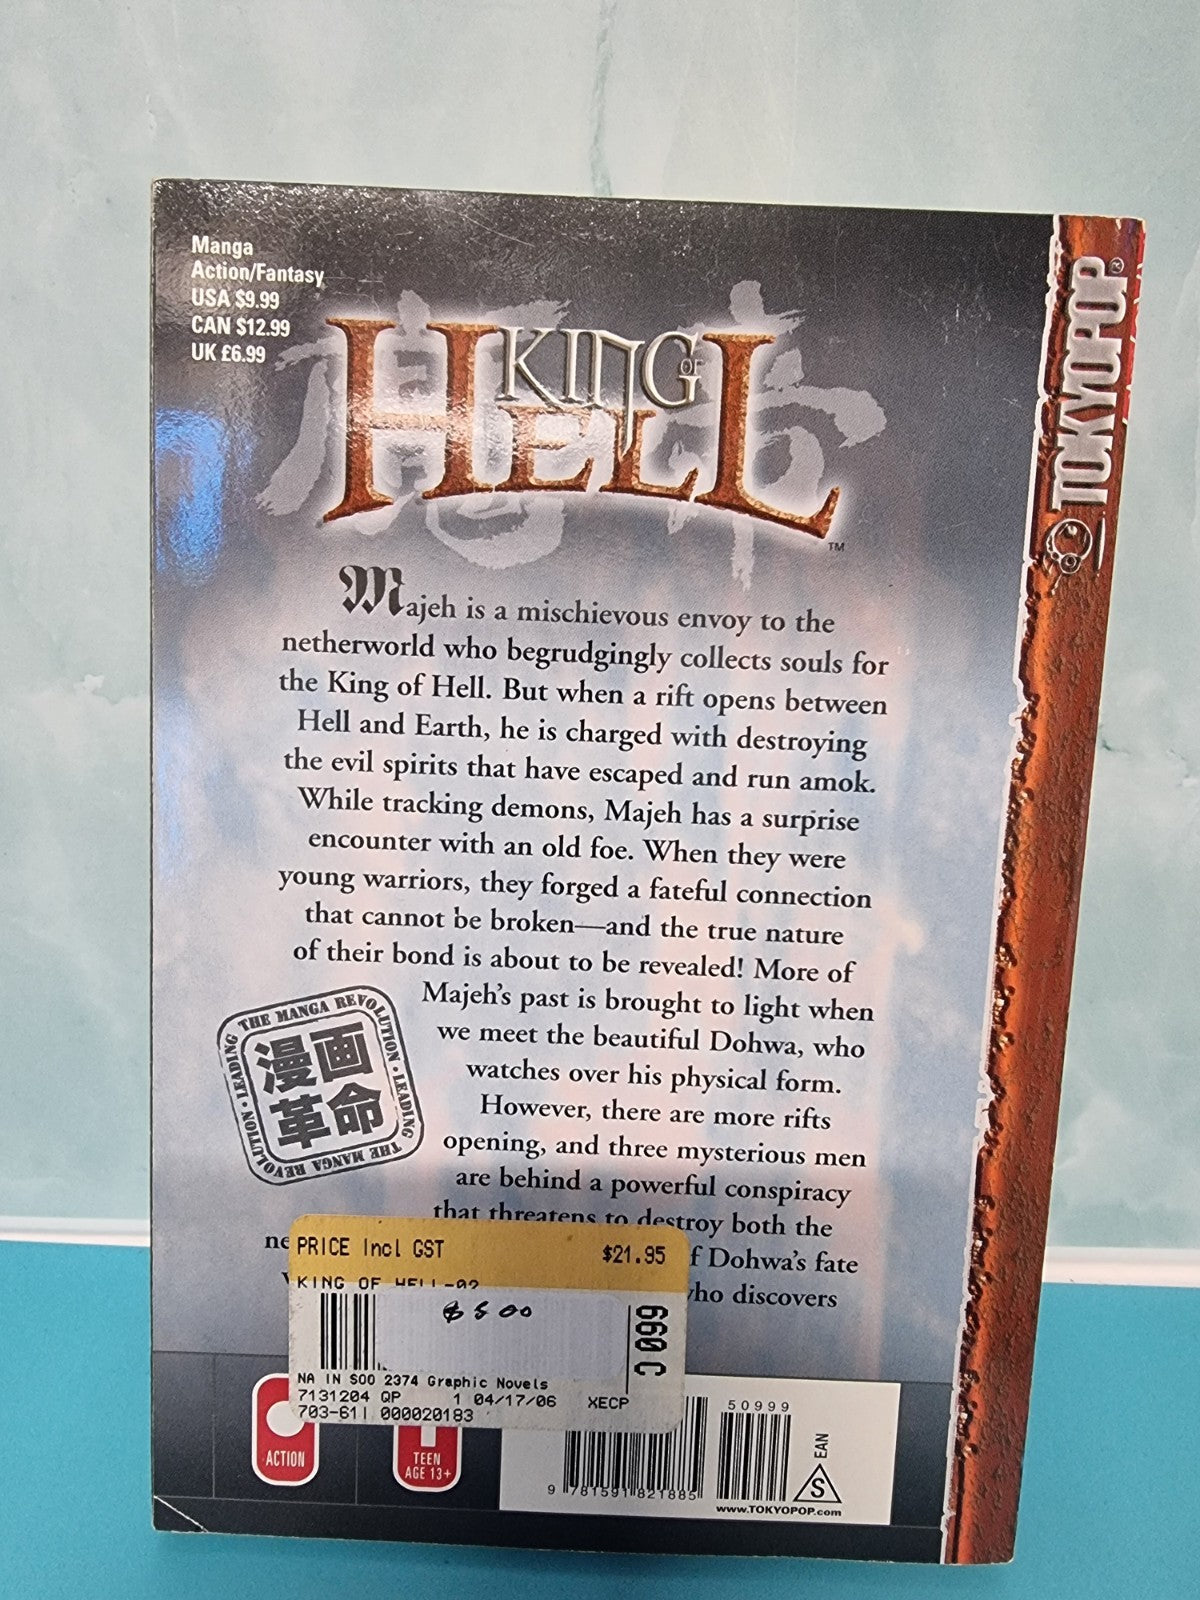 Manga
Action/Fantasy
USA $9.99
CAN $12.99
UK £6.99
KING OF
HELL
TM
TOKYOPOP®
Majeh is a mischievous envoy to the
netherworld who begrudgingly collects souls for
the King of Hell. But when a rift opens between
Hell and Earth, he is charged with destroying
the evil spirits that have escaped and run amok.
While tracking demons, Majeh has a surprise
encounter with an old foe. When they were
young warriors, they forged a fateful connection
that cannot be broken—and the true nature
of their bond is about to be revealed! More of
Majeh's past is brought to light when
we meet the beautiful Dohwa, who
watches over his physical form.
However, there are more rifts
opening, and three mysterious men
are behind a powerful conspiracy
that threatens to destroy both the
ne
f Dohwa's fate
who discovers
LEADING · THE MANGA REVOLUTION · LEADING THE MANGA REVOLUTION ·
漫画
革命
PRICE Incl GST $21.95
KING OF HELL-02
$ 5 00
660 C
NA IN SOO 2374 Graphic Novels
7131204 QP 1 04/17/06 XECP
703-611 000020183
ACTION
TEEN
AGE 13+
50999
9 781591 821885
EAN
S
www.TOKYOPOP.com